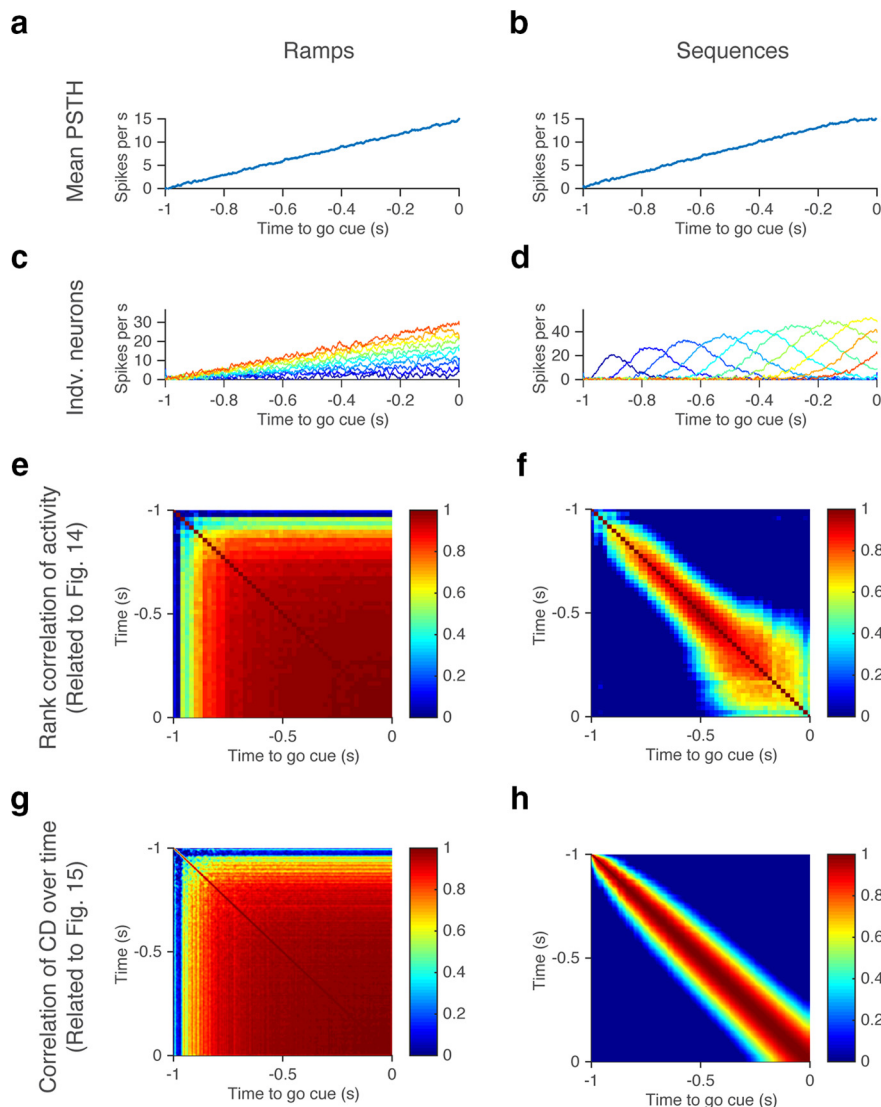 a
b
Ramps
Sequences
Mean PSTH
Spikes per s
15
10
5
0
-1
-0.8
-0.6
-0.4
-0.2
0
Time to go cue (s)
Spikes per s
15
10
5
0
-1
-0.8
-0.6
-0.4
-0.2
0
Time to go cue (s)
c
d
Indv. neurons
Spikes per s
30
20
10
0
-1
-0.8
-0.6
-0.4
-0.2
0
Time to go cue (s)
Spikes per s
40
20
0
-1
-0.8
-0.6
-0.4
-0.2
0
Time to go cue (s)
e
f
Rank correlation of activity
(Related to Fig. 14)
Time (s)
-1
-0.5
0
-1
-0.5
0
Time to go cue (s)
1
0.8
0.6
0.4
0.2
0
Time (s)
-1
-0.5
0
-1
-0.5
0
Time to go cue (s)
1
0.8
0.6
0.4
0.2
0
g
h
Correlation of CD over time
(Related to Fig. 15)
Time (s)
-1
-0.5
0
-1
-0.5
0
Time to go cue (s)
1
0.8
0.6
0.4
0.2
0
Time (s)
-1
-0.5
0
-1
-0.5
0
Time to go cue (s)
1
0.8
0.6
0.4
0.2
0